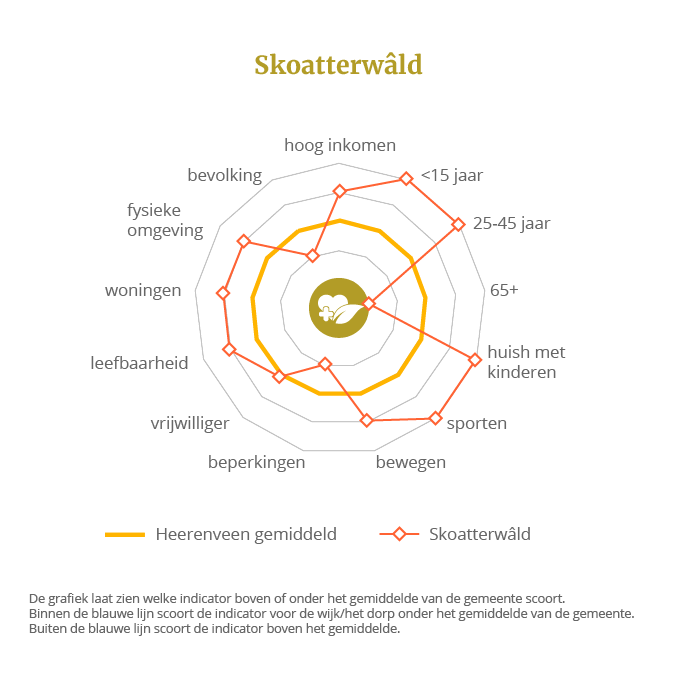 Skoatterwâld
hoog inkomen
<15 jaar
25-45 jaar
65+
huish met
kinderen
sporten
bewegen
beperkingen
vrijwilliger
leefbaarheid
woningen
fysieke
omgeving
bevolking
Heerenveen gemiddeld
Skoatterwâld
De grafiek laat zien welke indicator boven of onder het gemiddelde van de gemeente scoort.
Binnen de blauwe lijn scoort de indicator voor de wijk/het dorp onder het gemiddelde van de gemeente.
Buiten de blauwe lijn scoort de indicator boven het gemiddelde.